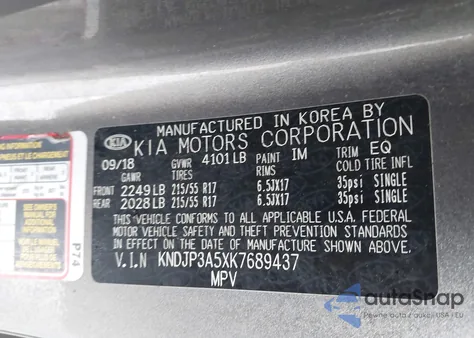 MANUFACTURED IN KOREA BY
KIA KIA MOTORS CORPORATION
09/18 GVWR 4101LB PAINT IM TRIM EQ
GAWR TIRES RIMS COLD TIRE INFL
FRONT 2249LB 215/55 R17 6.5JX17 35psi SINGLE
REAR 2028LB 215/55 R17 6.5JX17 35psi SINGLE
THIS VEHICLE CONFORMS TO ALL APPLICABLE U.S.A. FEDERAL
MOTOR VEHICLE SAFETY AND THEFT PREVENTION STANDARDS
IN EFFECT ON THE DATE OF MANUFACTURE SHOWN ABOVE.
V.I.N KNDJP3A5XK7689437
MPV
P74
autoSnap